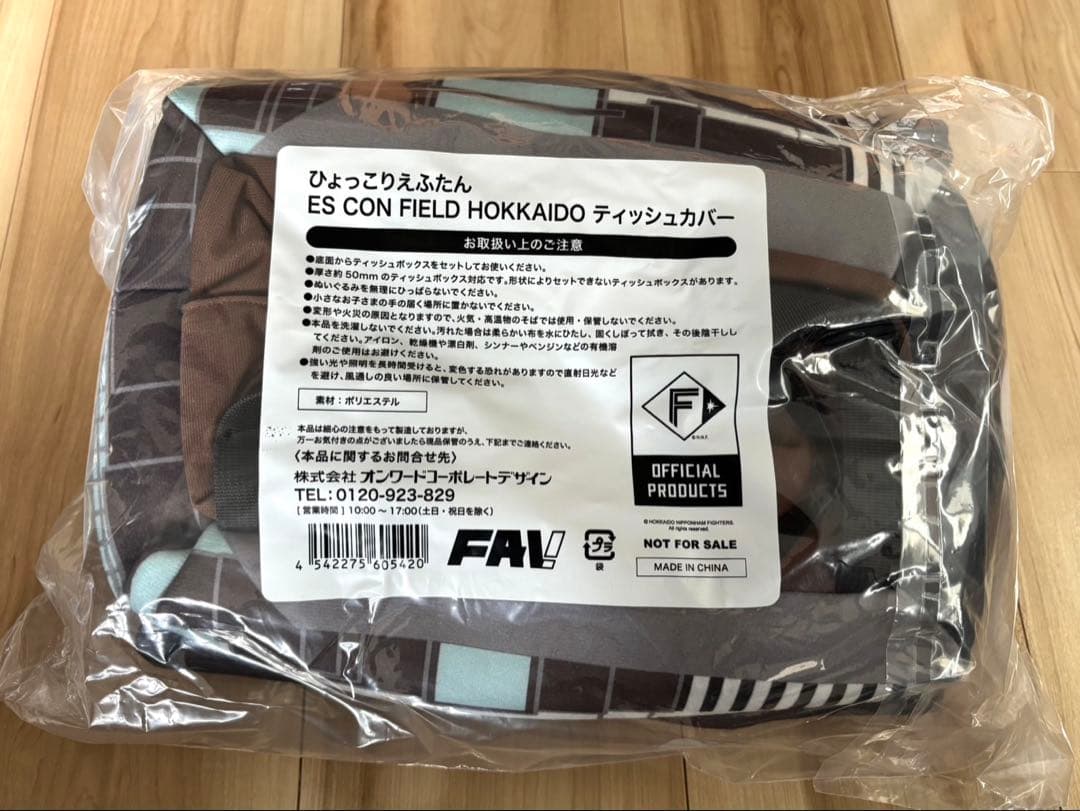 ひょっこりえふたん
ES CON FIELD HOKKAIDO ティッシュカバー
お取扱い上のご注意
●底面からティッシュボックスをセットしてお使いください。
●厚さ約50mmのティッシュボックス対応です。形状によりセットできないティッシュボックスがあります。
●ぬいぐるみを無理にひっぱらないでください。
●小さなお子さまの手の届く場所に置かないでください。
●変形や火災の原因となりますので、火気・高温物のそばでは使用・保管しないでください。
●本品を洗濯しないでください。汚れた場合は柔らかい布を水にひたし、固くしぼって拭き、その後陰干し
してください。アイロン、乾燥機や漂白剤、シンナーやベンジンなどの有機溶
剤のご使用はお避けください。
●強い光や照明を長時間受けると、変色する恐れがありますので直射日光など
を避け、風通しの良い場所に保管してください。
素材：ポリエステル
本品は細心の注意をもって製造しておりますが、
万一お気付きの点がございましたら現品保管のうえ、下記までご連絡ください。
〈本品に関するお問合せ先〉
株式会社 オンワードコーポレートデザイン
TEL：0120-923-829
[営業時間] 10:00～17:00(土日・祝日を除く)
4 542275 605420
FAV!
プラ
袋
F
©H.N.F.
OFFICIAL
PRODUCTS
© HOKKAIDO NIPPONHAM FIGHTERS.
All rights reserved.
NOT FOR SALE
MADE IN CHINA